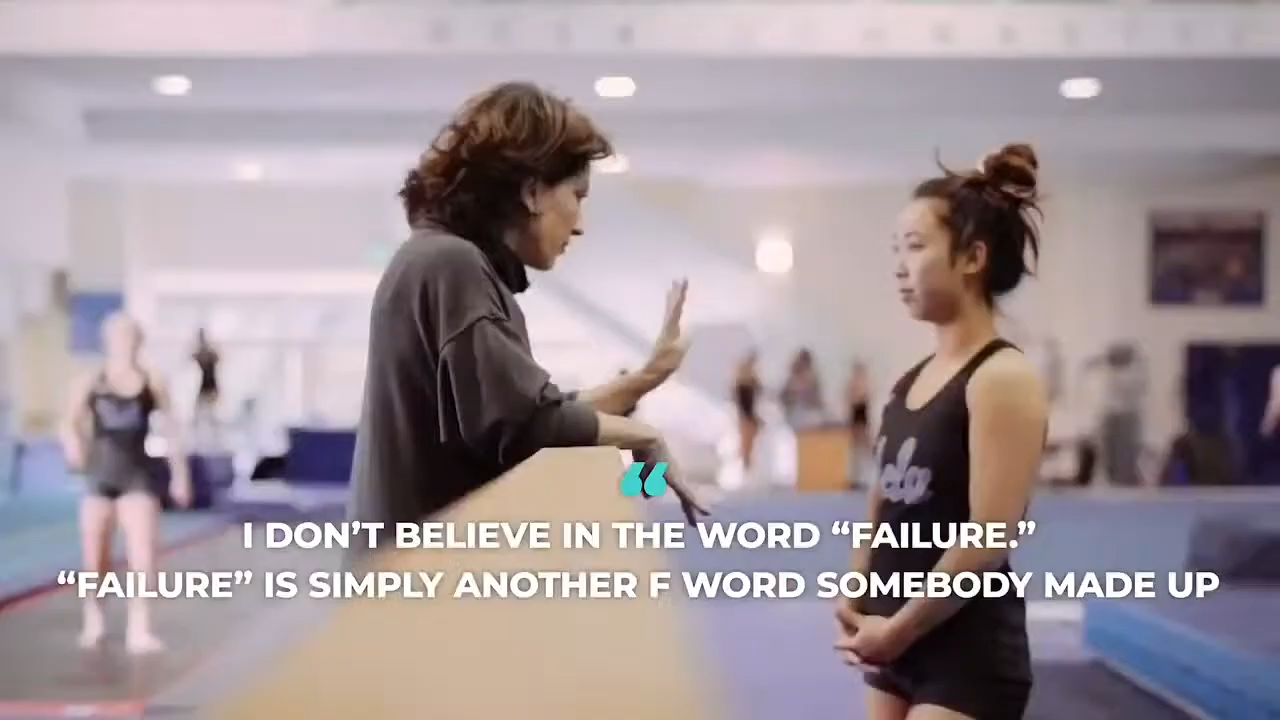 “
I DON’T BELIEVE IN THE WORD “FAILURE.”
“FAILURE” IS SIMPLY ANOTHER F WORD SOMEBODY MADE UP